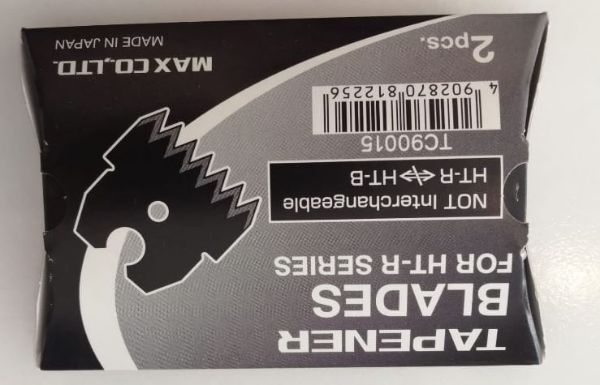 TAPENER
BLADES
FOR HT-R SERIES
NOT Interchangeable
HT-R HT-B
TC90015
4 902870 812256
2pcs.
MAX CO.,LTD.
MADE IN JAPAN